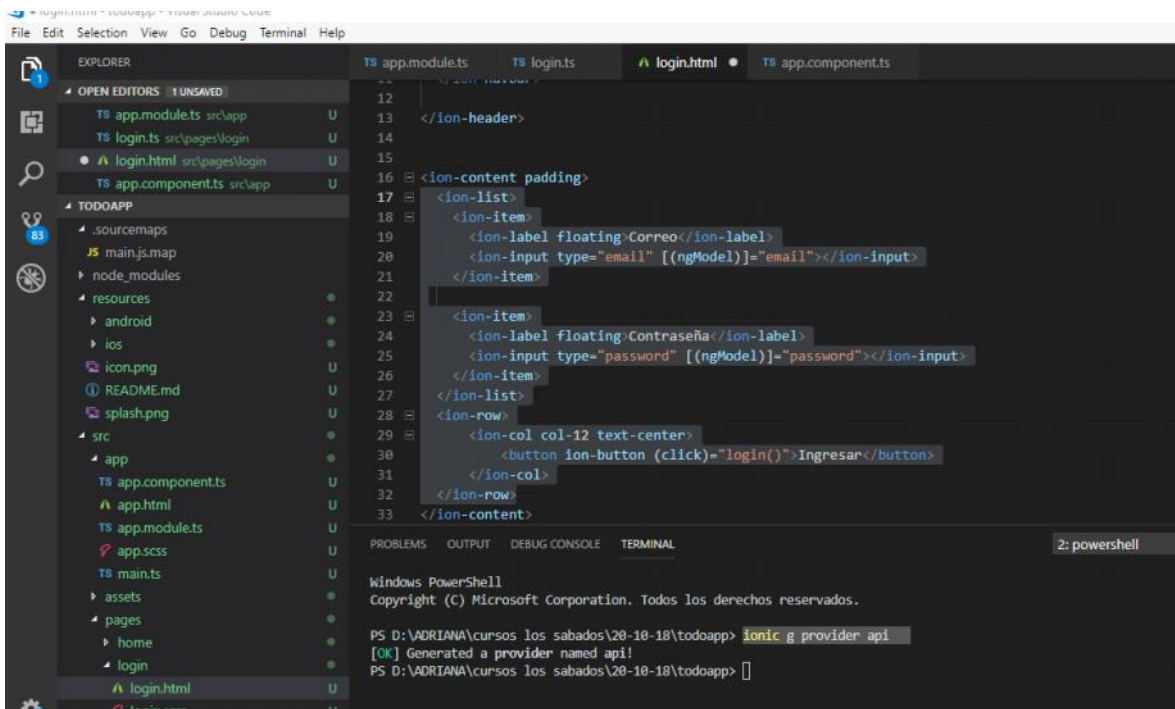 login.html - todoapp - Visual Studio Code
File Edit Selection View Go Debug Terminal Help
EXPLORER
OPEN EDITORS 1 UNSAVED
TS app.module.ts src\app U
TS login.ts src\pages\login U
login.html src\pages\login U
TS app.component.ts src\app U
TODOAPP
.sourcemaps
JS main.js.map
node_modules
resources
android
ios
icon.png U
README.md U
splash.png U
src
app
TS app.component.ts U
app.html U
TS app.module.ts U
app.scss U
TS main.ts U
assets
pages
home
login
login.html U
1
83
TS app.module.ts TS login.ts login.html TS app.component.ts
12
13 </ion-header>
14
15
16 <ion-content padding>
17 <ion-list>
18 <ion-item>
19 <ion-label floating>Correo</ion-label>
20 <ion-input type="email" [(ngModel)]="email"></ion-input>
21 </ion-item>
22
23 <ion-item>
24 <ion-label floating>Contraseña</ion-label>
25 <ion-input type="password" [(ngModel)]="password"></ion-input>
26 </ion-item>
27 </ion-list>
28 <ion-row>
29 <ion-col col-12 text-center>
30 <button ion-button (click)="login()">Ingresar</button>
31 </ion-col>
32 </ion-row>
33 </ion-content>
PROBLEMS OUTPUT DEBUG CONSOLE TERMINAL 2: powershell
Windows PowerShell
Copyright (C) Microsoft Corporation. Todos los derechos reservados.
PS D:\ADRIANA\cursos los sabados\20-10-18\todoapp> ionic g provider api
[OK] Generated a provider named api!
PS D:\ADRIANA\cursos los sabados\20-10-18\todoapp>